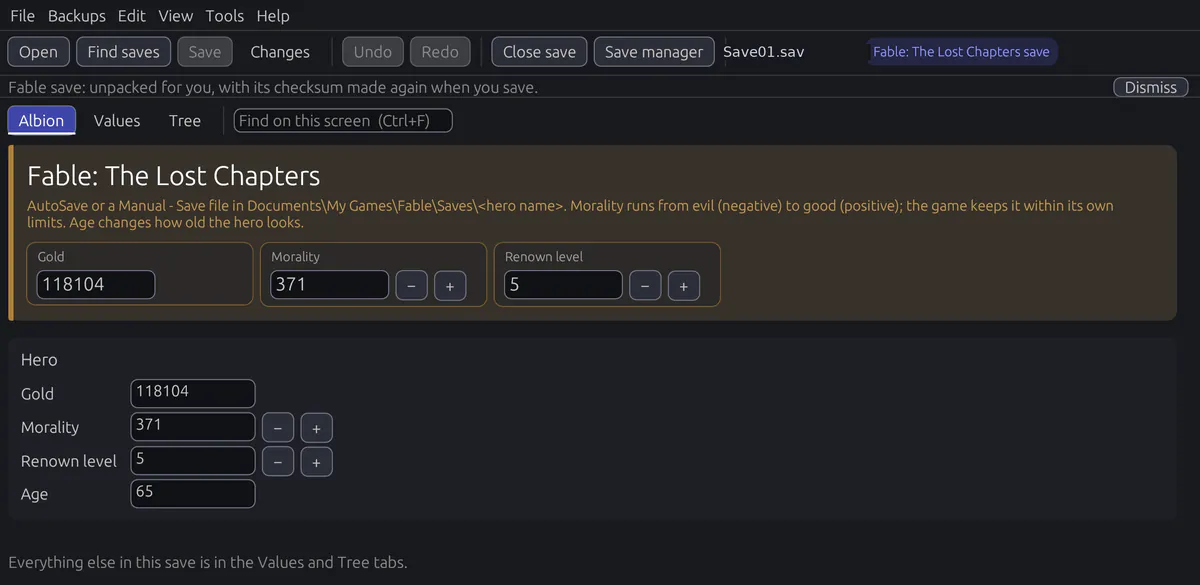 File Backups Edit View Tools Help
Open Find saves Save Changes Undo Redo Close save Save manager Save01.sav Fable: The Lost Chapters save
Fable save: unpacked for you, with its checksum made again when you save. Dismiss
Albion Values Tree Find on this screen (Ctrl+F)
Fable: The Lost Chapters
AutoSave or a Manual - Save file in Documents\My Games\Fable\Saves\<hero name>. Morality runs from evil (negative) to good (positive); the game keeps it within its own
limits. Age changes how old the hero looks.
Gold Morality Renown level
118104 371 − + 5 − +
Hero
Gold 118104
Morality 371 − +
Renown level 5 − +
Age 65
Everything else in this save is in the Values and Tree tabs.